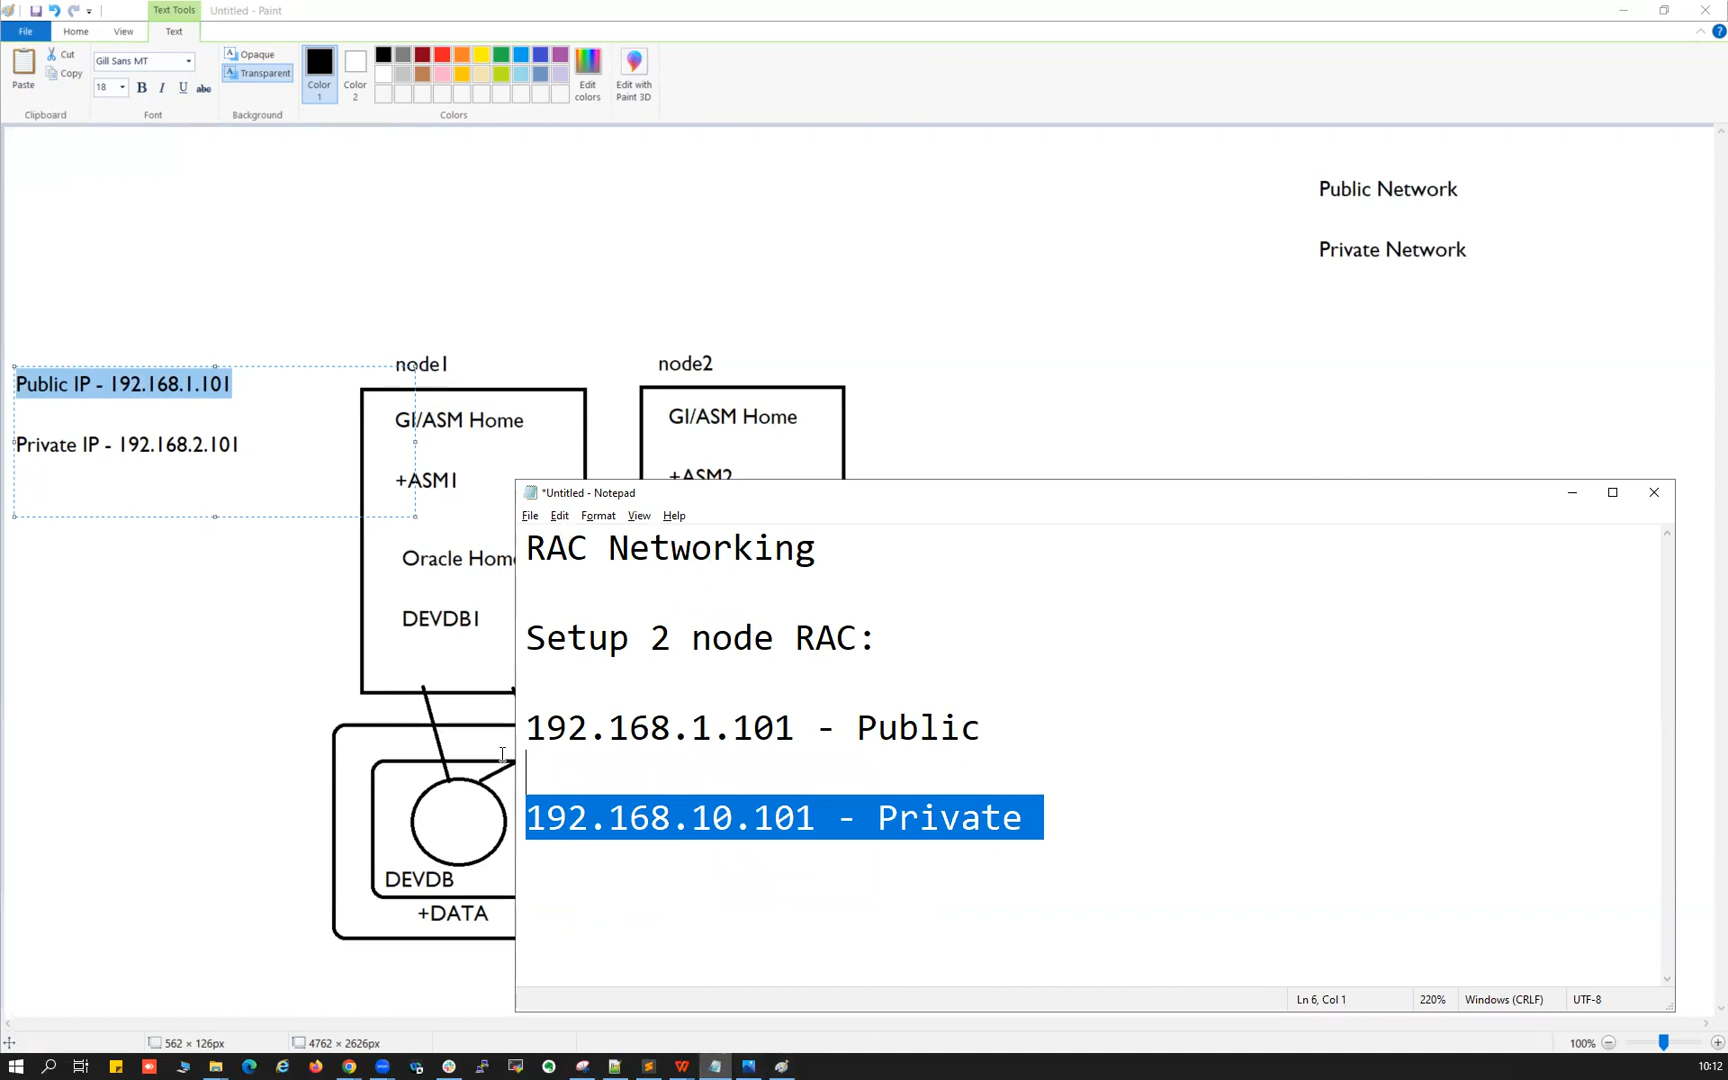 Text Tools
Untitled - Paint
File
Home
View
Text
Paste
Cut
Copy
Clipboard
Gill Sans MT
18
B
I
U
abc
Font
Opaque
Transparent
Background
Color
1
Color
2
Edit
colors
Edit with
Paint 3D
Colors
Public Network
Private Network
Public IP - 192.168.1.101
Private IP - 192.168.2.101
node1
GI/ASM Home
+ASM1
Oracle Home
DEVDB1
node2
GI/ASM Home
+ASM2
DEVDB
+DATA
*Untitled - Notepad
File
Edit
Format
View
Help
RAC Networking
Setup 2 node RAC:
192.168.1.101 - Public
192.168.10.101 - Private
Ln 6, Col 1
220%
Windows (CRLF)
UTF-8
562 × 126px
4762 × 2626px
100%
10:12